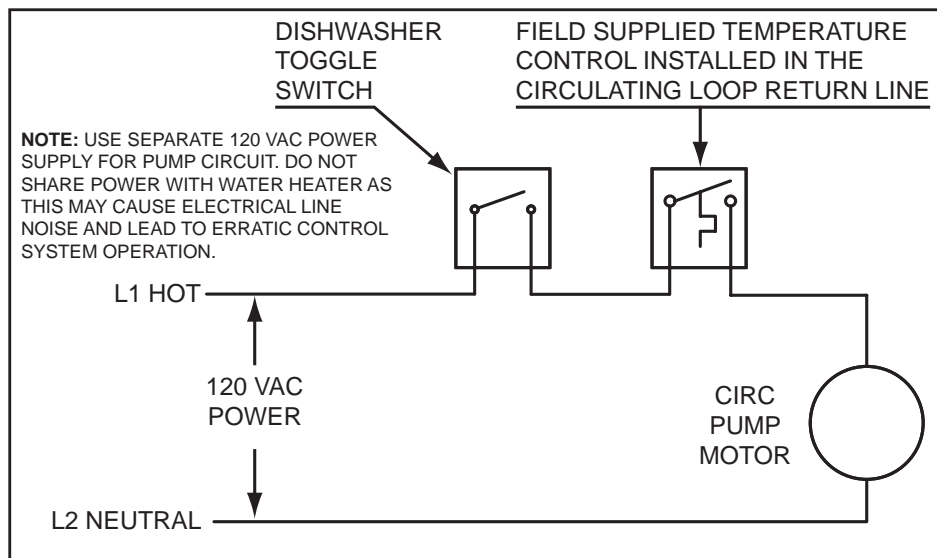 DISHWASHER
TOGGLE
SWITCH
FIELD SUPPLIED TEMPERATURE
CONTROL INSTALLED IN THE
CIRCULATING LOOP RETURN LINE
NOTE: USE SEPARATE 120 VAC POWER
SUPPLY FOR PUMP CIRCUIT. DO NOT
SHARE POWER WITH WATER HEATER AS
THIS MAY CAUSE ELECTRICAL LINE
NOISE AND LEAD TO ERRATIC CONTROL
SYSTEM OPERATION.
L1 HOT
120 VAC
POWER
CIRC
PUMP
MOTOR
L2 NEUTRAL